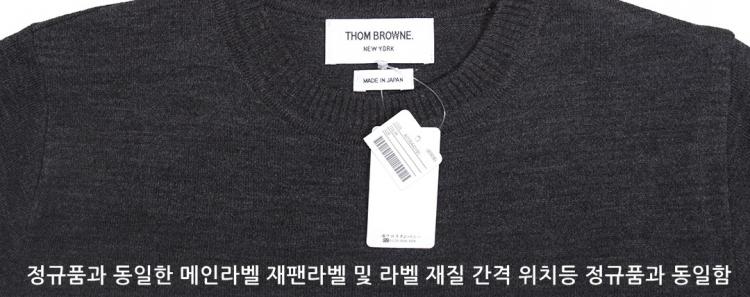 THOM BROWNE.
NEW YORK
MADE IN JAPAN
정규품과 동일한 메인라벨 재팬라벨 및 라벨 재질 간격 위치등 정규품과 동일함